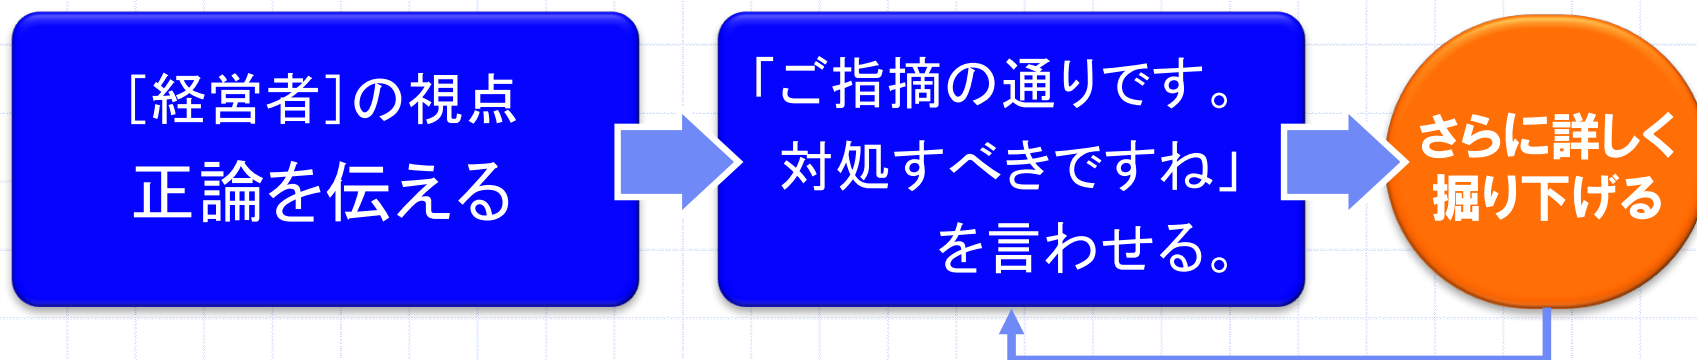 ［経営者］の視点
正論を伝える
「ご指摘の通りです。
対処すべきですね」
を言わせる。
さらに詳しく
掘り下げる